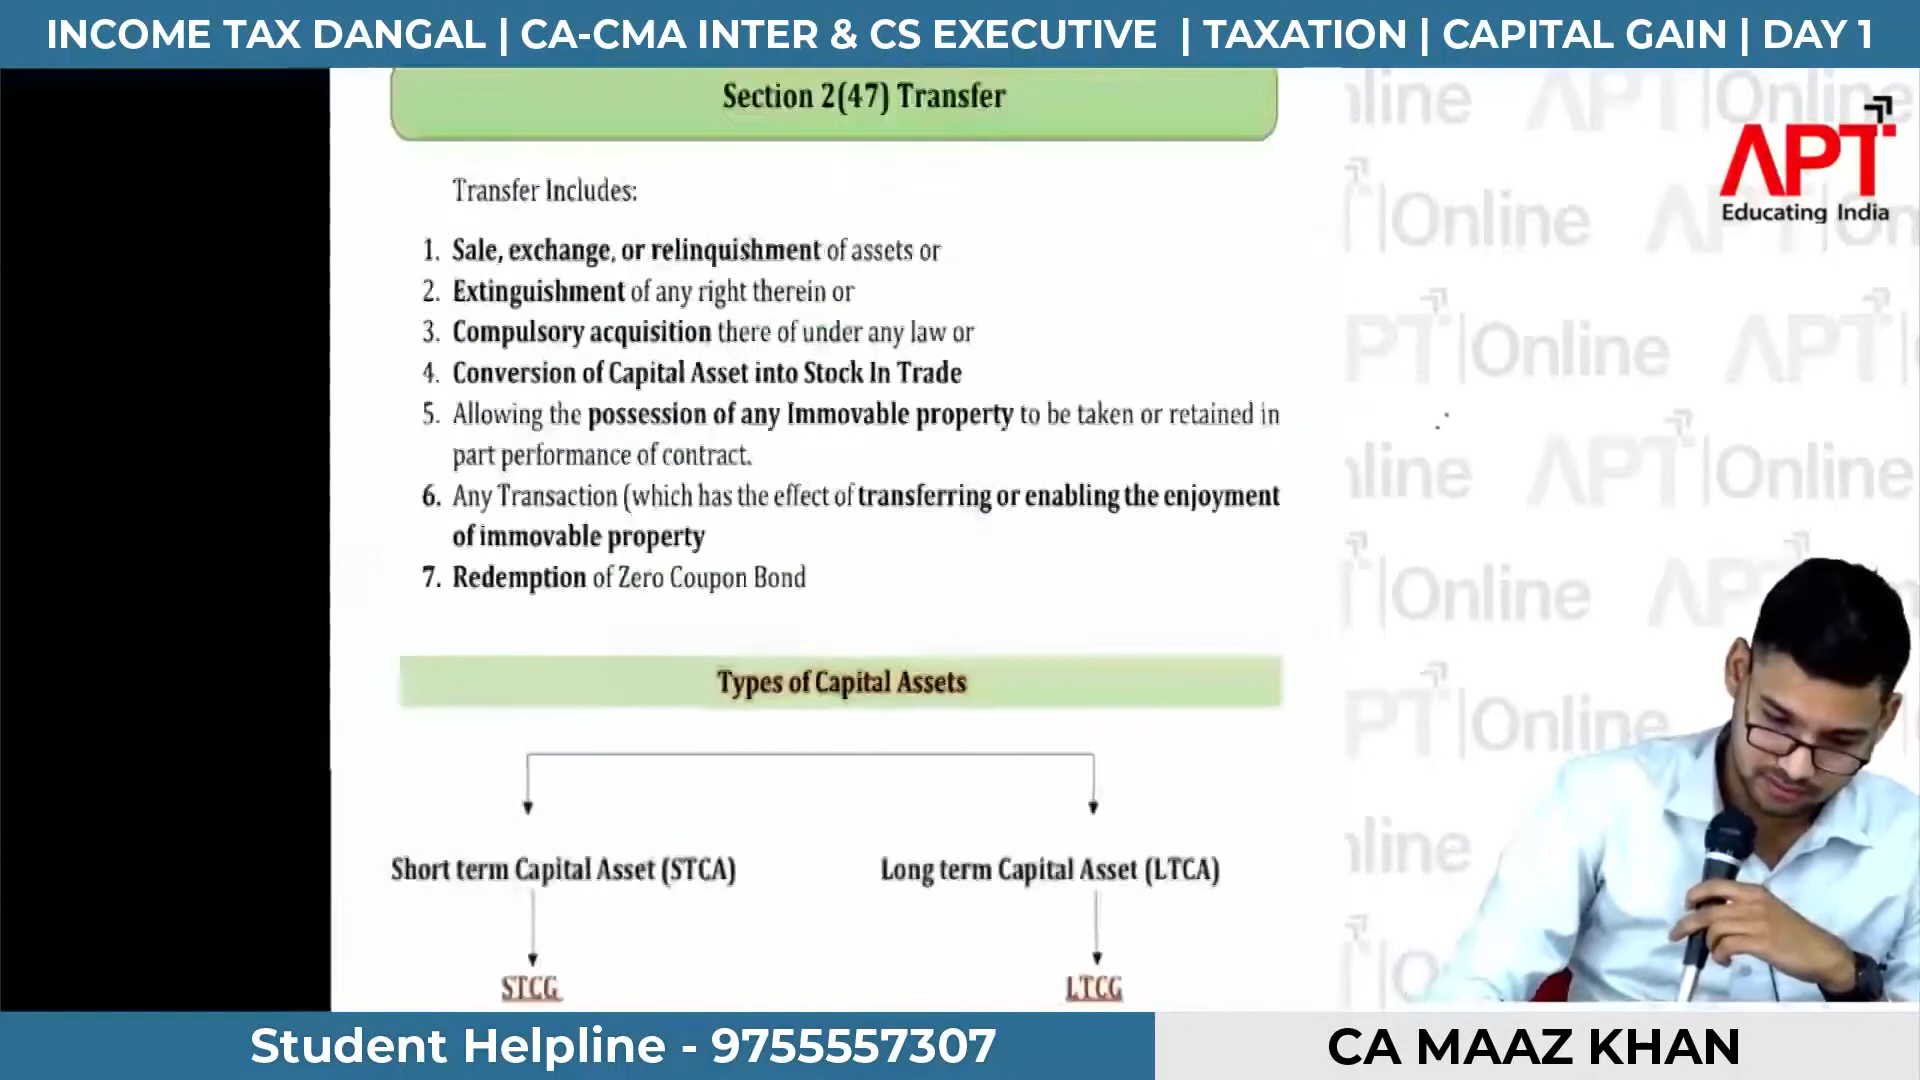 INCOME TAX DANGAL | CA-CMA INTER & CS EXECUTIVE | TAXATION | CAPITAL GAIN | DAY 1
Section 2(47) Transfer
APT
Educating India
Transfer Includes:
1. Sale, exchange, or relinquishment of assets or
2. Extinguishment of any right therein or
3. Compulsory acquisition there of under any law or
4. Conversion of Capital Asset into Stock In Trade
5. Allowing the possession of any Immovable property to be taken or retained in
part performance of contract.
6. Any Transaction (which has the effect of transferring or enabling the enjoyment
of immovable property
7. Redemption of Zero Coupon Bond
Types of Capital Assets
Short term Capital Asset (STCA)
Long term Capital Asset (LTCA)
STCG
LTCG
APT|Online
Student Helpline - 9755557307
CA MAAZ KHAN